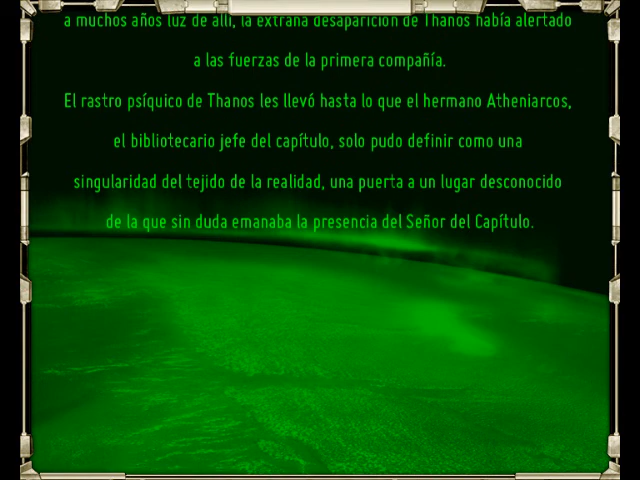 a muchos años luz de allí, la extraña desaparición de Thanos había alertado
a las fuerzas de la primera compañía.
El rastro psíquico de Thanos les llevó hasta lo que el hermano Atheniarcos,
el bibliotecario jefe del capítulo, solo pudo definir como una
singularidad del tejido de la realidad, una puerta a un lugar desconocido
de la que sin duda emanaba la presencia del Señor del Capítulo.